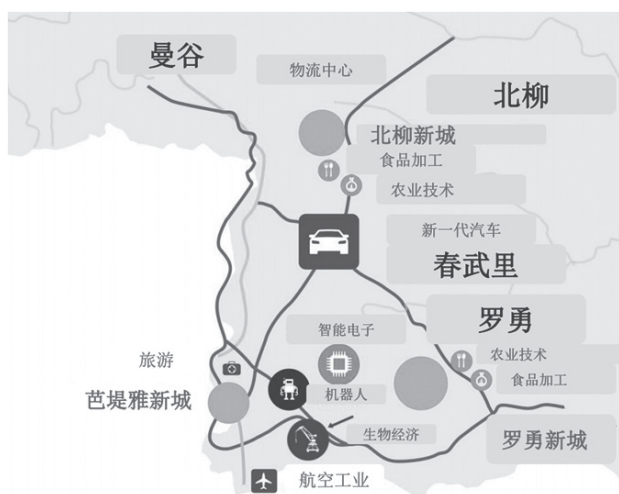 曼谷
物流中心
北柳
北柳新城
食品加工
农业技术
新一代汽车
春武里
罗勇
智能电子
旅游
农业技术
芭堤雅新城
机器人
食品加工
生物经济
罗勇新城
航空工业